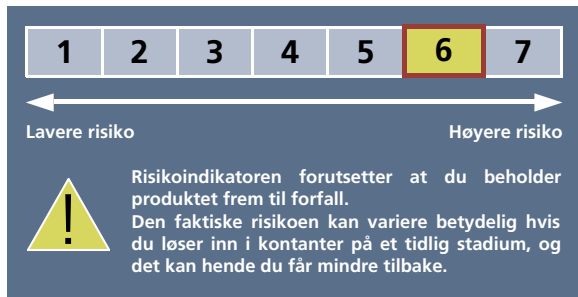 1 2 3 4 5 6 7
Lavere risiko Høyere risiko
Risikoindikatoren forutsetter at du beholder
produktet frem til forfall.
Den faktiske risikoen kan variere betydelig hvis
du løser inn i kontanter på et tidlig stadium, og
det kan hende du får mindre tilbake.
!